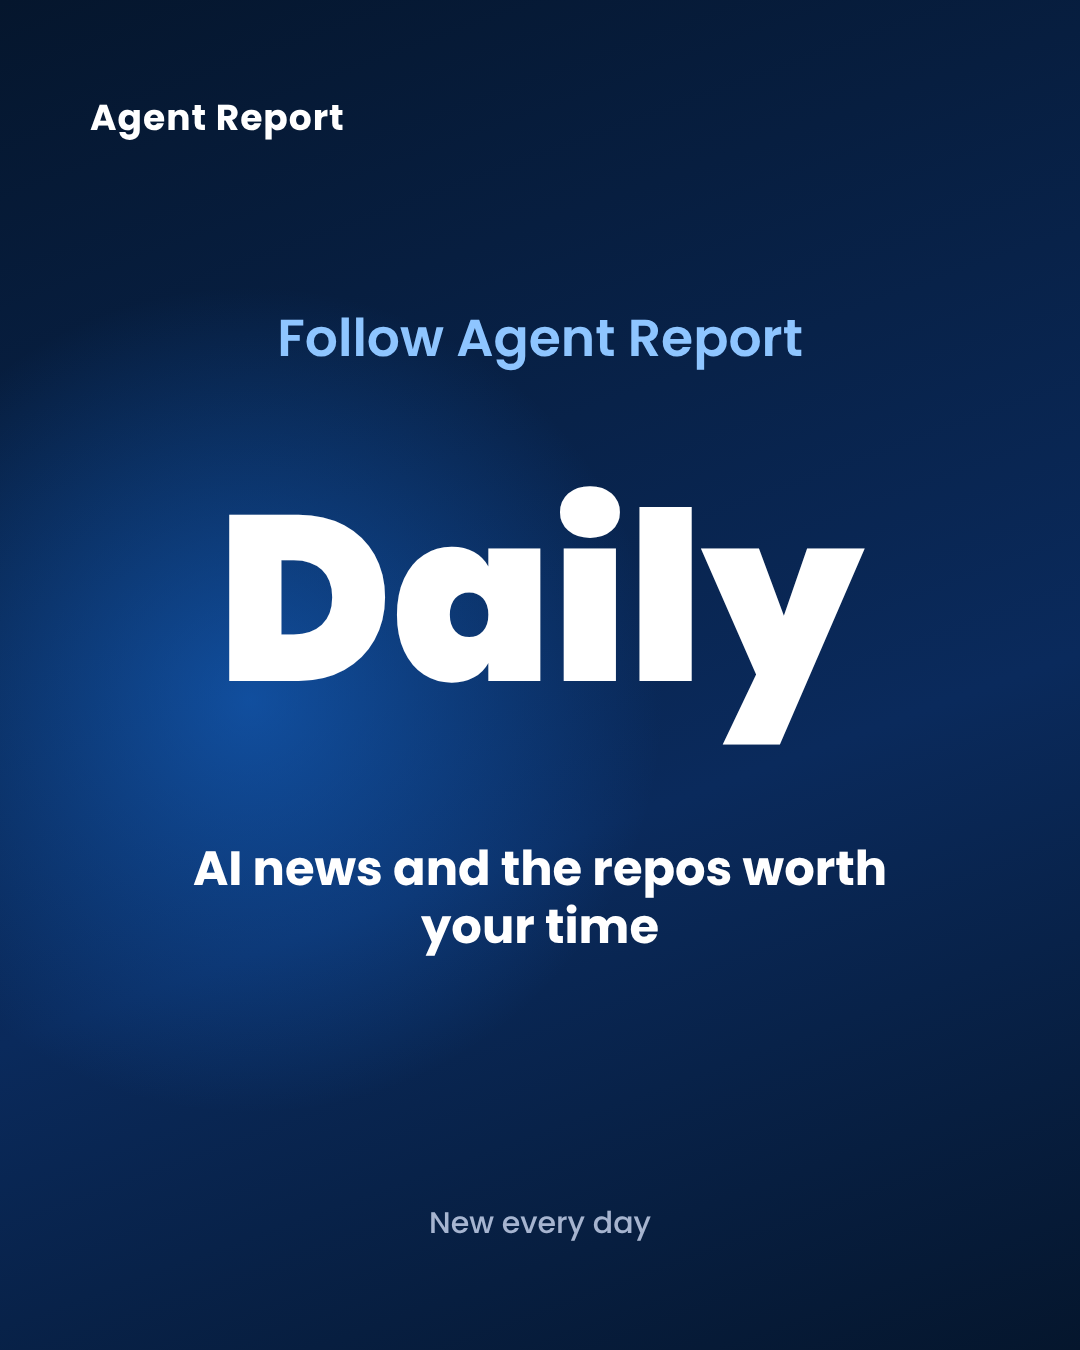 Agent Report
Follow Agent Report
Daily
AI news and the repos worth
your time
New every day